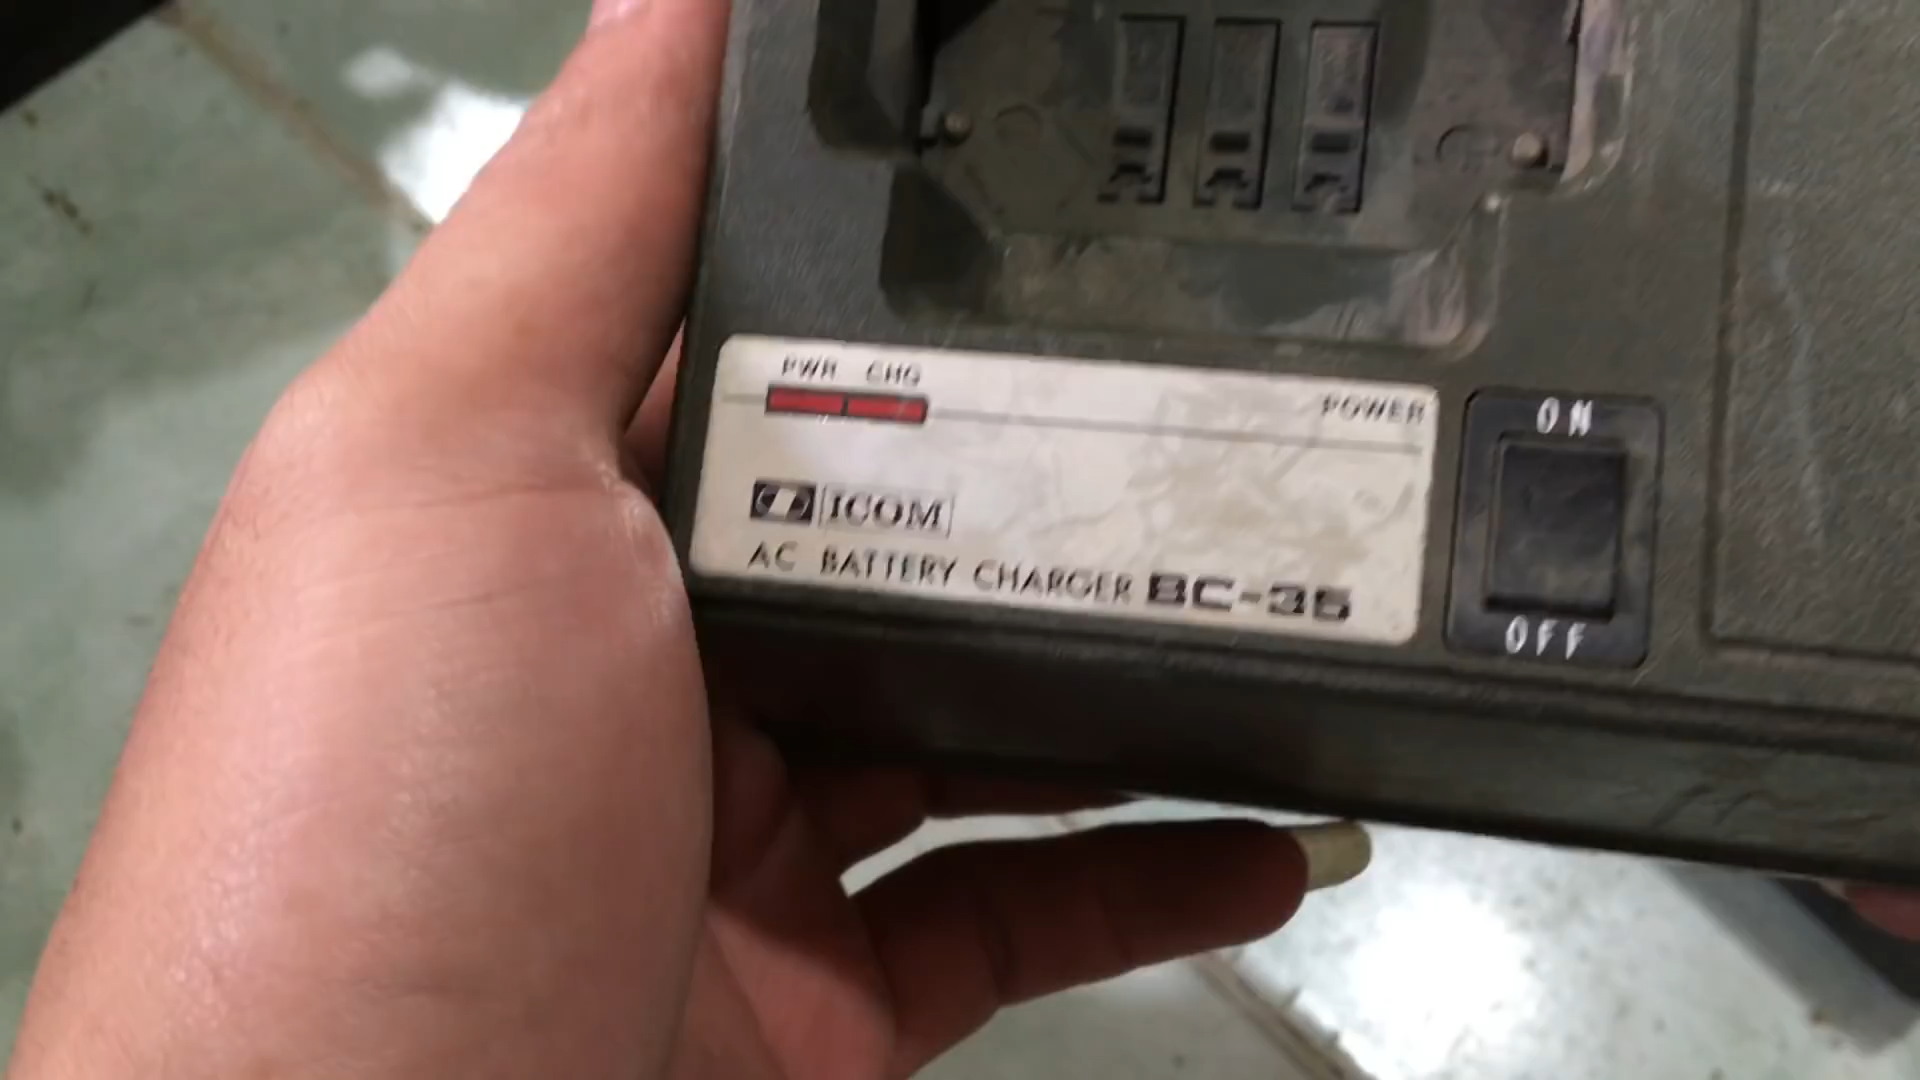 PWR CHG
POWER
ICOM
AC BATTERY CHARGER BC-35
ON
OFF